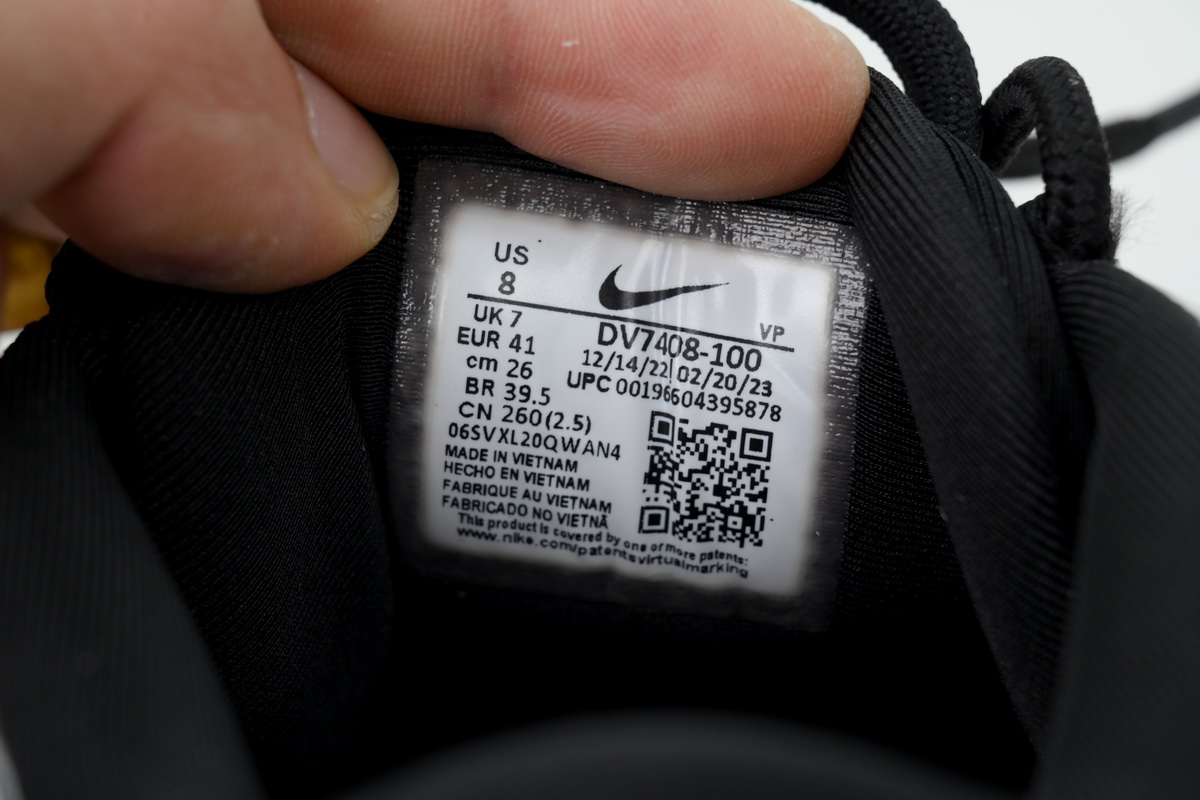 US
8
VP
UK 7
EUR 41
cm 26
BR 39.5
CN 260(2.5)
06SVXL20QWAN4
DV7408-100
12/14/22 02/20/23
UPC 00196604395878
MADE IN VIETNAM
HECHO EN VIETNAM
FABRIQUE AU VIETNAM
FABRICADO NO VIETNÃ
This product is covered by one of more patents:
www.nike.com/patentsvirtualmarking